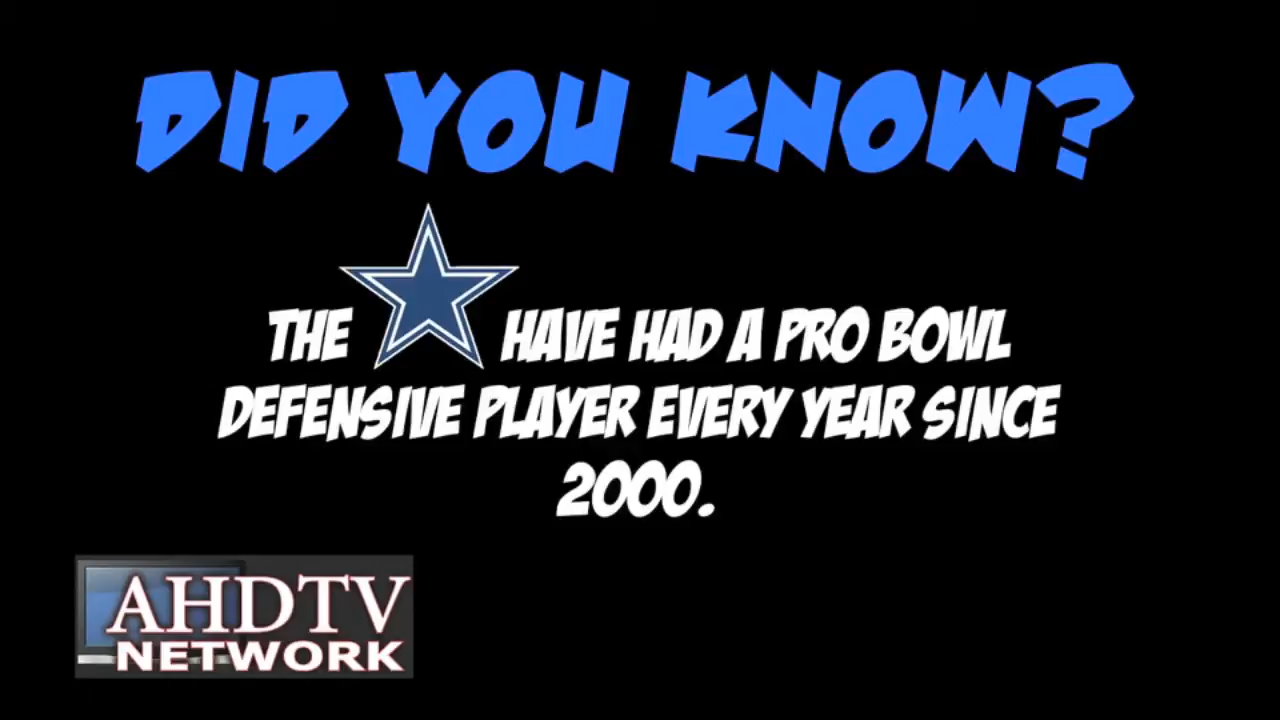 DID YOU KNOW?
THE HAVE HAD A PRO BOWL
DEFENSIVE PLAYER EVERY YEAR SINCE
2000.
AHDTV
NETWORK